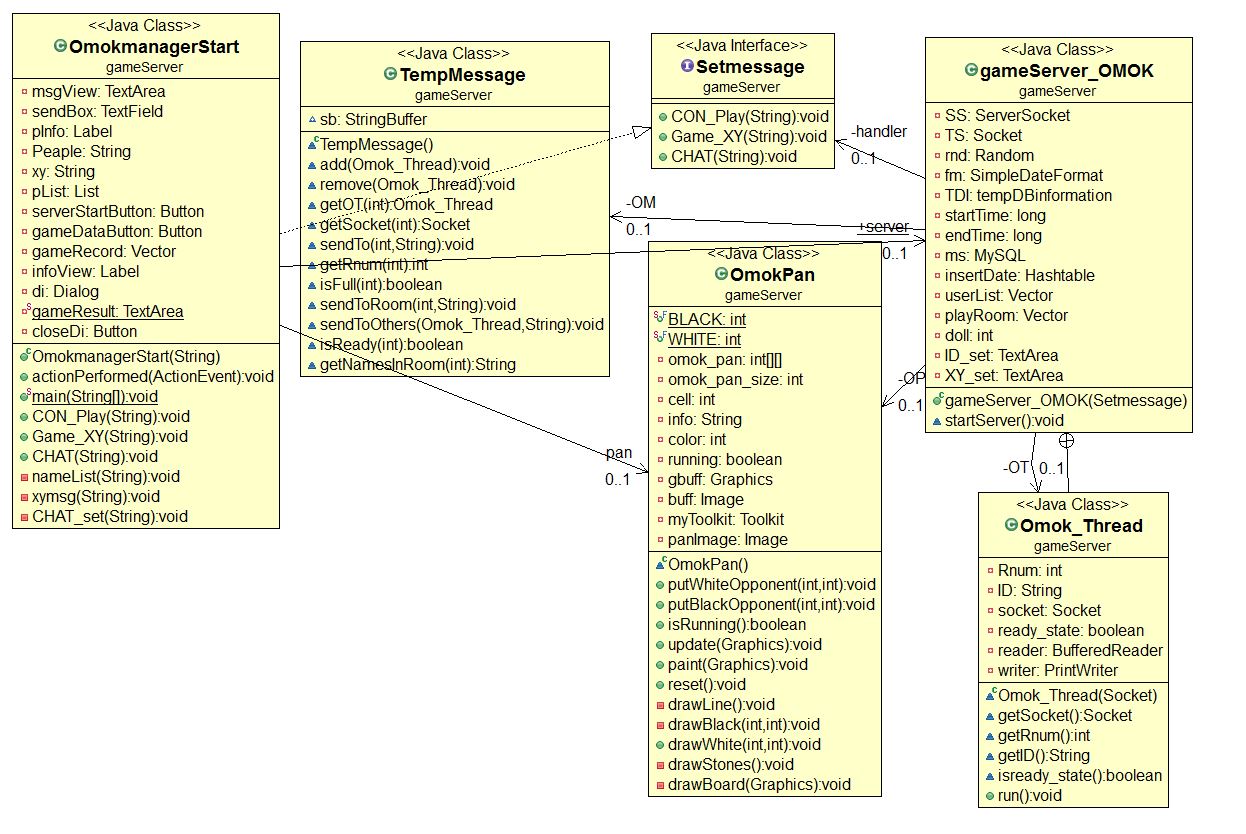 <<Java Class>>
OmokmanagerStart
gameServer
msgView: TextArea
sendBox: TextField
pInfo: Label
Peaple: String
xy: String
pList: List
serverStartButton: Button
gameDataButton: Button
gameRecord: Vector
infoView: Label
di: Dialog
gameResult: TextArea
closeDi: Button
OmokmanagerStart(String)
actionPerformed(ActionEvent):void
main(String[]):void
CON_Play(String):void
Game_XY(String):void
CHAT(String):void
nameList(String):void
xymsg(String):void
CHAT_set(String):void
<<Java Class>>
TempMessage
gameServer
sb: StringBuffer
TempMessage()
add(Omok_Thread):void
remove(Omok_Thread):void
getOT(int):Omok_Thread
getSocket(int):Socket
sendTo(int,String):void
getRnum(int):int
isFull(int):boolean
sendToRoom(int,String):void
sendToOthers(Omok_Thread,String):void
isReady(int):boolean
getNamesInRoom(int):String
<<Java Interface>>
Setmessage
gameServer
CON_Play(String):void
Game_XY(String):void
CHAT(String):void
-handler
0..1
-OM
0..1
+server
0..1
pan
0..1
-OP
0..1
<<Java Class>>
OmokPan
gameServer
BLACK: int
WHITE: int
omok_pan: int[][]
omok_pan_size: int
cell: int
info: String
color: int
running: boolean
gbuff: Graphics
buff: Image
myToolkit: Toolkit
panImage: Image
OmokPan()
putWhiteOpponent(int,int):void
putBlackOpponent(int,int):void
isRunning():boolean
update(Graphics):void
paint(Graphics):void
reset():void
drawLine():void
drawBlack(int,int):void
drawWhite(int,int):void
drawStones():void
drawBoard(Graphics):void
<<Java Class>>
gameServer_OMOK
gameServer
SS: ServerSocket
TS: Socket
rnd: Random
fm: SimpleDateFormat
TDI: tempDBinformation
startTime: long
endTime: long
ms: MySQL
insertDate: Hashtable
userList: Vector
playRoom: Vector
doll: int
ID_set: TextArea
XY_set: TextArea
gameServer_OMOK(Setmessage)
startServer():void
-OT
0..1
<<Java Class>>
Omok_Thread
gameServer
Rnum: int
ID: String
socket: Socket
ready_state: boolean
reader: BufferedReader
writer: PrintWriter
Omok_Thread(Socket)
getSocket():Socket
getRnum():int
getID():String
isready_state():boolean
run():void